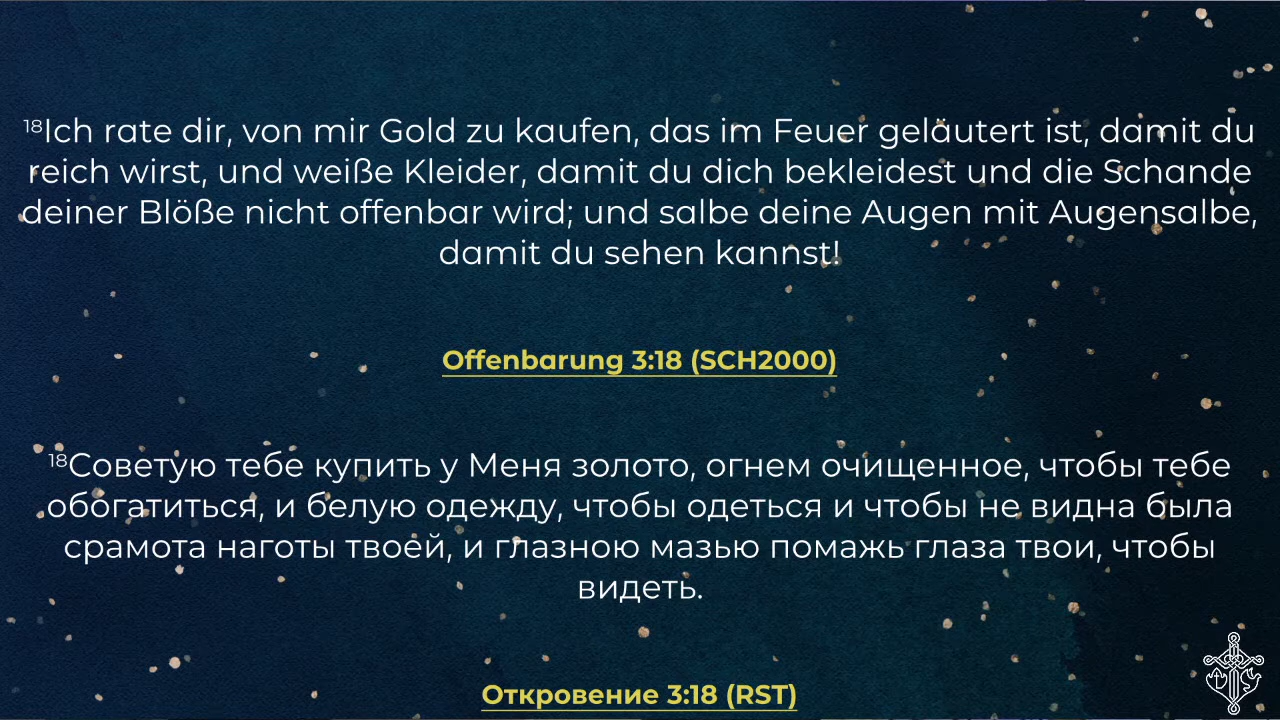 ¹⁸Ich rate dir, von mir Gold zu kaufen, das im Feuer geläutert ist, damit du
reich wirst, und weiße Kleider, damit du dich bekleidest und die Schande
deiner Blöße nicht offenbar wird; und salbe deine Augen mit Augensalbe,
damit du sehen kannst!
Offenbarung 3:18 (SCH2000)
¹⁸Советую тебе купить у Меня золото, огнем очищенное, чтобы тебе
обогатиться, и белую одежду, чтобы одеться и чтобы не видна была
срамота наготы твоей, и глазною мазью помажь глаза твои, чтобы
видеть.
Откровение 3:18 (RST)